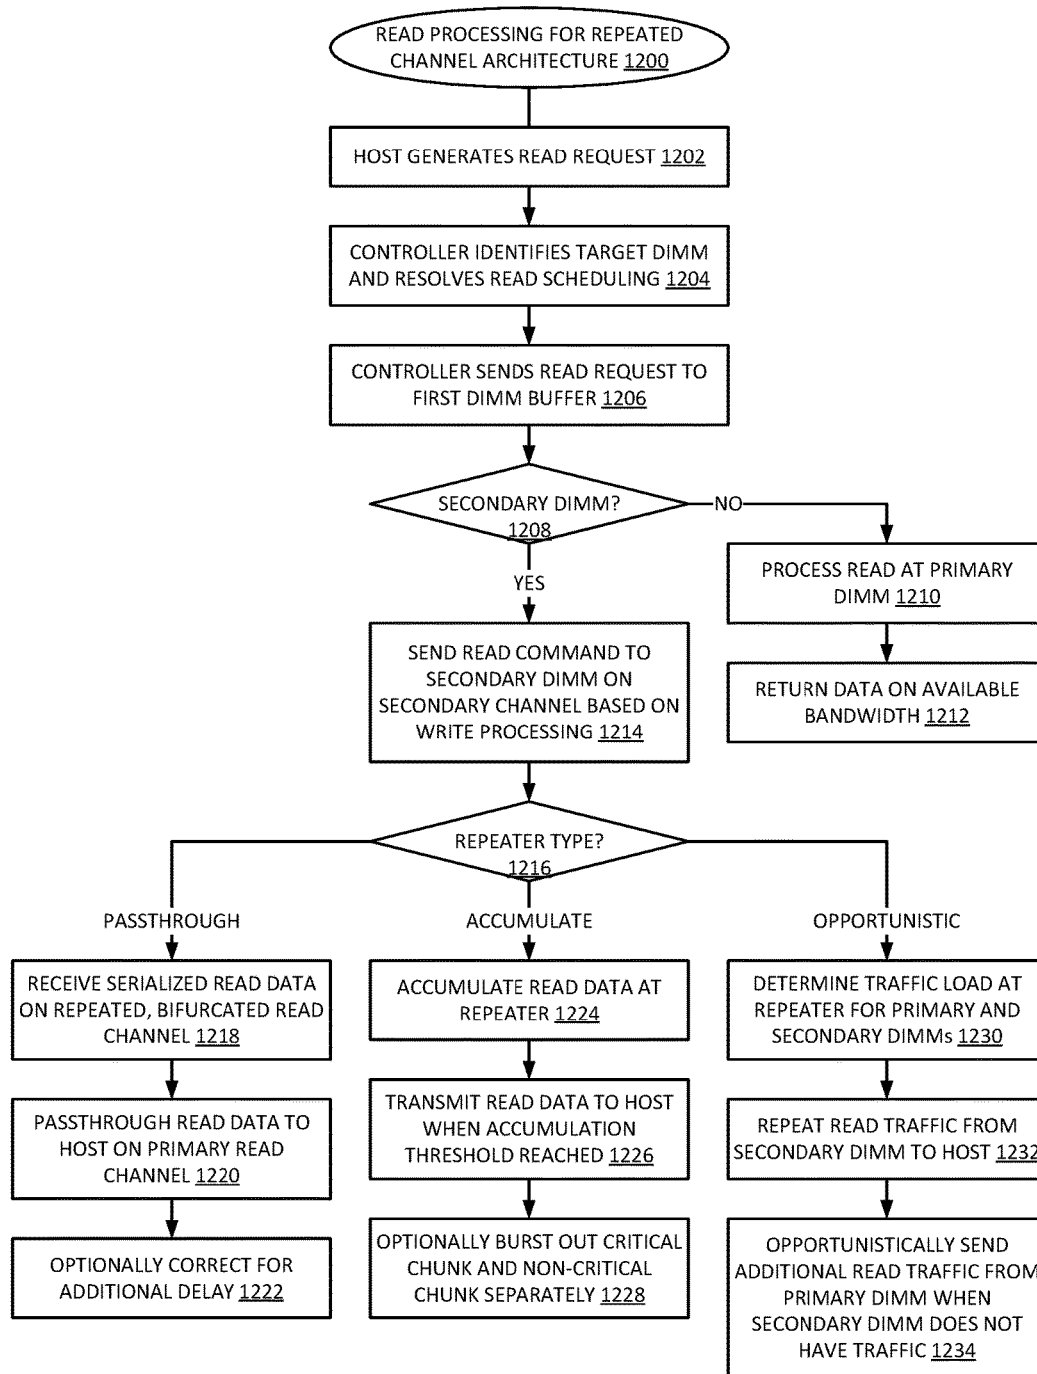 READ PROCESSING FOR REPEATED
CHANNEL ARCHITECTURE 1200
HOST GENERATES READ REQUEST 1202
CONTROLLER IDENTIFIES TARGET DIMM
AND RESOLVES READ SCHEDULING 1204
CONTROLLER SENDS READ REQUEST TO
FIRST DIMM BUFFER 1206
SECONDARY DIMM?
1208
NO
YES
PROCESS READ AT PRIMARY
DIMM 1210
RETURN DATA ON AVAILABLE
BANDWIDTH 1212
SEND READ COMMAND TO
SECONDARY DIMM ON
SECONDARY CHANNEL BASED ON
WRITE PROCESSING 1214
REPEATER TYPE?
1216
PASSTHROUGH
ACCUMULATE
OPPORTUNISTIC
RECEIVE SERIALIZED READ DATA
ON REPEATED, BIFURCATED READ
CHANNEL 1218
PASSTHROUGH READ DATA TO
HOST ON PRIMARY READ
CHANNEL 1220
OPTIONALLY CORRECT FOR
ADDITIONAL DELAY 1222
ACCUMULATE READ DATA AT
REPEATER 1224
TRANSMIT READ DATA TO HOST
WHEN ACCUMULATION
THRESHOLD REACHED 1226
OPTIONALLY BURST OUT CRITICAL
CHUNK AND NON-CRITICAL
CHUNK SEPARATELY 1228
DETERMINE TRAFFIC LOAD AT
REPEATER FOR PRIMARY AND
SECONDARY DIMMs 1230
REPEAT READ TRAFFIC FROM
SECONDARY DIMM TO HOST 1232
OPPORTUNISTICALLY SEND
ADDITIONAL READ TRAFFIC FROM
PRIMARY DIMM WHEN
SECONDARY DIMM DOES NOT
HAVE TRAFFIC 1234